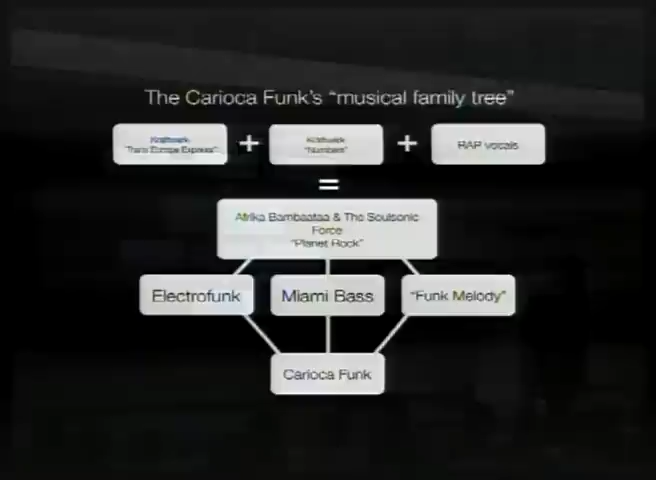 The Carioca Funk's "musical family tree"
Kraftwerk
"Trans Europe Express"
+
Kraftwerk
"Numbers"
+
RAP vocals
=
Afrika Bambaataa & The Soulsonic
Force
"Planet Rock"
Electrofunk
Miami Bass
"Funk Melody"
Carioca Funk